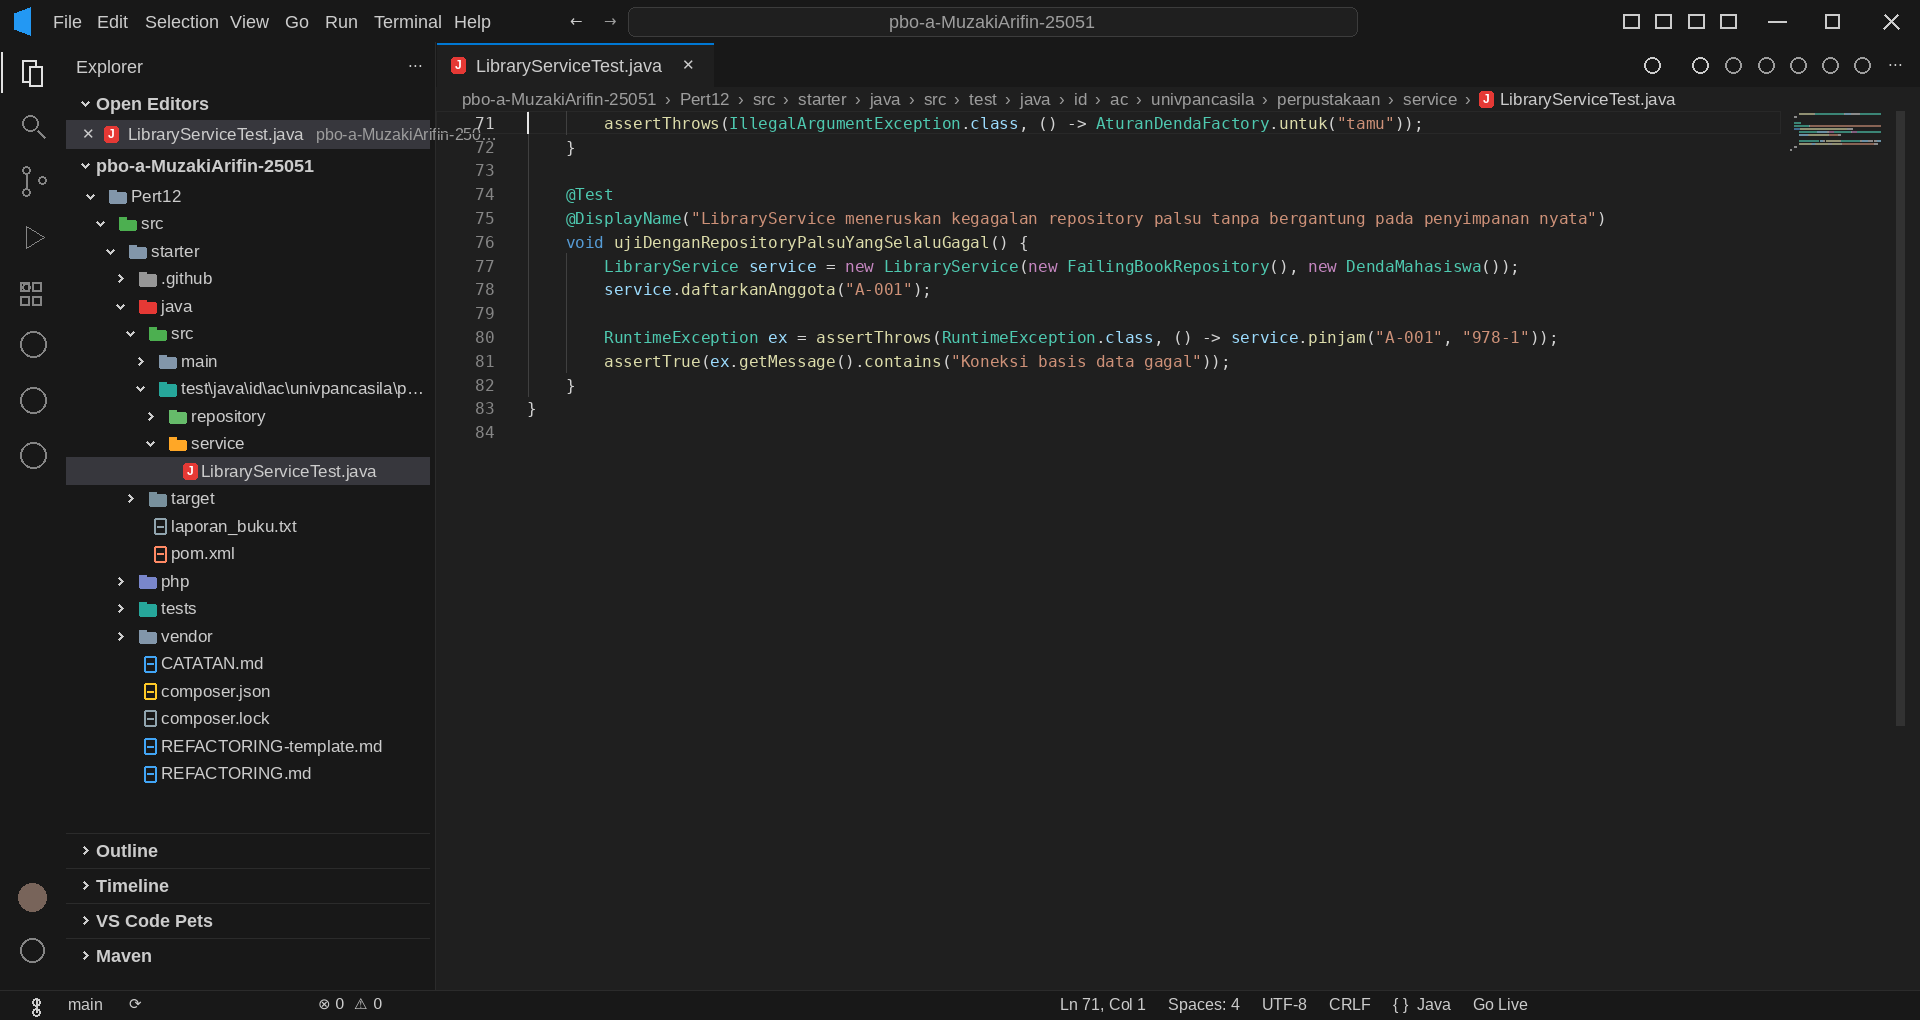 File Edit Selection View Go Run Terminal Help ← → pbo-a-MuzakiArifin-25051
Explorer ···
Open Editors
✕ J LibraryServiceTest.java pbo-a-MuzakiArifin-250...
pbo-a-MuzakiArifin-25051
Pert12
src
starter
.github
java
src
main
test\java\id\ac\univpancasila\p...
repository
service
J LibraryServiceTest.java
target
laporan_buku.txt
pom.xml
php
tests
vendor
CATATAN.md
composer.json
composer.lock
REFACTORING-template.md
REFACTORING.md
Outline
Timeline
VS Code Pets
Maven
J LibraryServiceTest.java ✕ ···
pbo-a-MuzakiArifin-25051 › Pert12 › src › starter › java › src › test › java › id › ac › univpancasila › perpustakaan › service › J LibraryServiceTest.java
71 assertThrows(IllegalArgumentException.class, () -> AturanDendaFactory.untuk("tamu"));
72 }
73
74 @Test
75 @DisplayName("LibraryService meneruskan kegagalan repository palsu tanpa bergantung pada penyimpanan nyata")
76 void ujiDenganRepositoryPalsuYangSelaluGagal() {
77 LibraryService service = new LibraryService(new FailingBookRepository(), new DendaMahasiswa());
78 service.daftarkanAnggota("A-001");
79
80 RuntimeException ex = assertThrows(RuntimeException.class, () -> service.pinjam("A-001", "978-1"));
81 assertTrue(ex.getMessage().contains("Koneksi basis data gagal"));
82 }
83 }
84
main ⟳ ⊗ 0 ⚠ 0 Ln 71, Col 1 Spaces: 4 UTF-8 CRLF { } Java Go Live